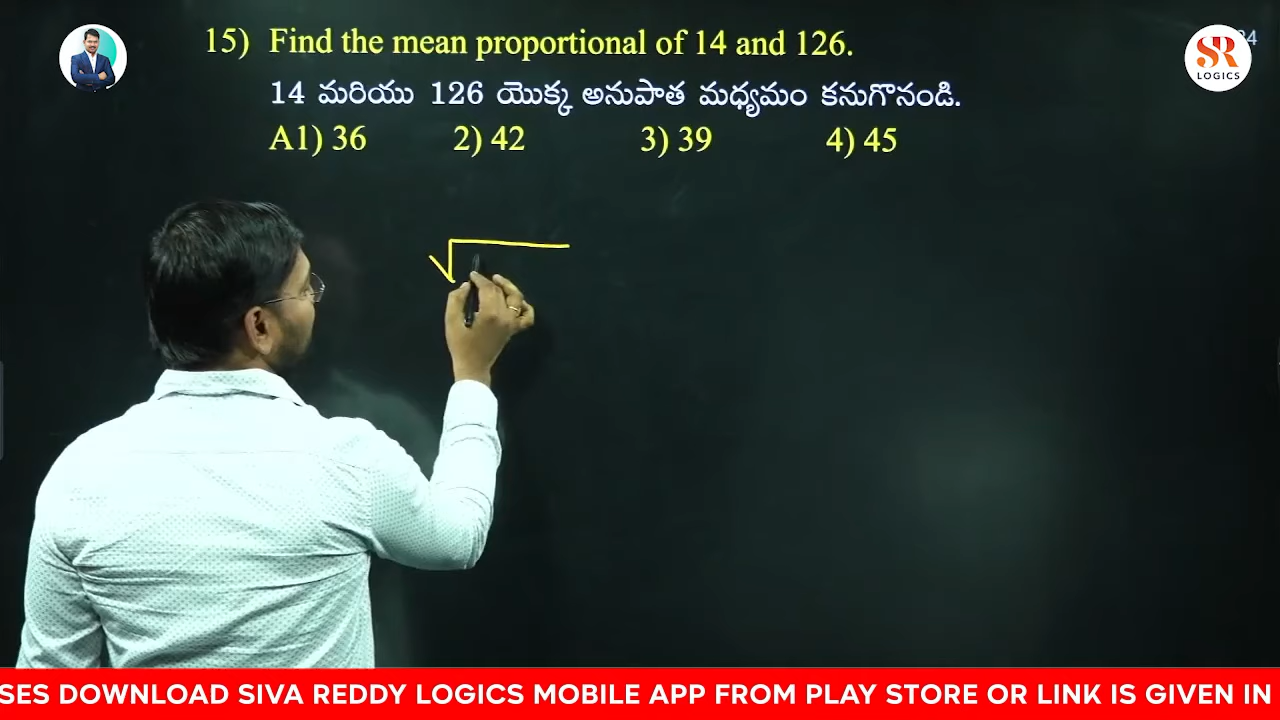 15) Find the mean proportional of 14 and 126.
14 మరియు 126 యొక్క అనుపాత మధ్యమం కనుగొనండి.
A1) 36 2) 42 3) 39 4) 45
SR
LOGICS
SES DOWNLOAD SIVA REDDY LOGICS MOBILE APP FROM PLAY STORE OR LINK IS GIVEN IN